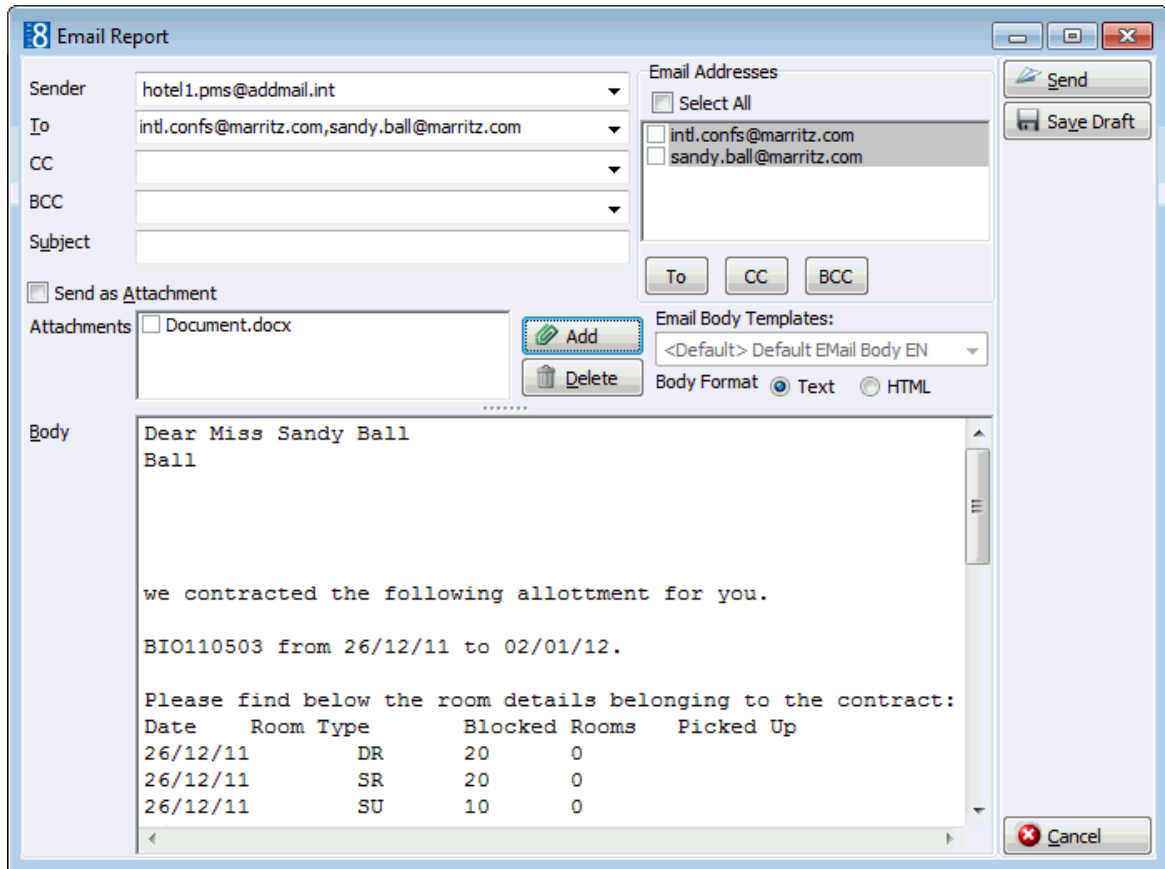 8 Email Report
Sender hotel1.pms@addmail.int
To intl.confs@marritz.com,sandy.ball@marritz.com
CC
BCC
Subject
Email Addresses
Select All
intl.confs@marritz.com
sandy.ball@marritz.com
To CC BCC
Send
Save Draft
Send as Attachment
Attachments Document.docx
Add
Delete
Email Body Templates:
<Default> Default EMail Body EN
Body Format Text HTML
Body
Dear Miss Sandy Ball
Ball
we contracted the following allottment for you.
BIO110503 from 26/12/11 to 02/01/12.
Please find below the room details belonging to the contract:
Date Room Type Blocked Rooms Picked Up
26/12/11 DR 20 0
26/12/11 SR 20 0
26/12/11 SU 10 0
Cancel